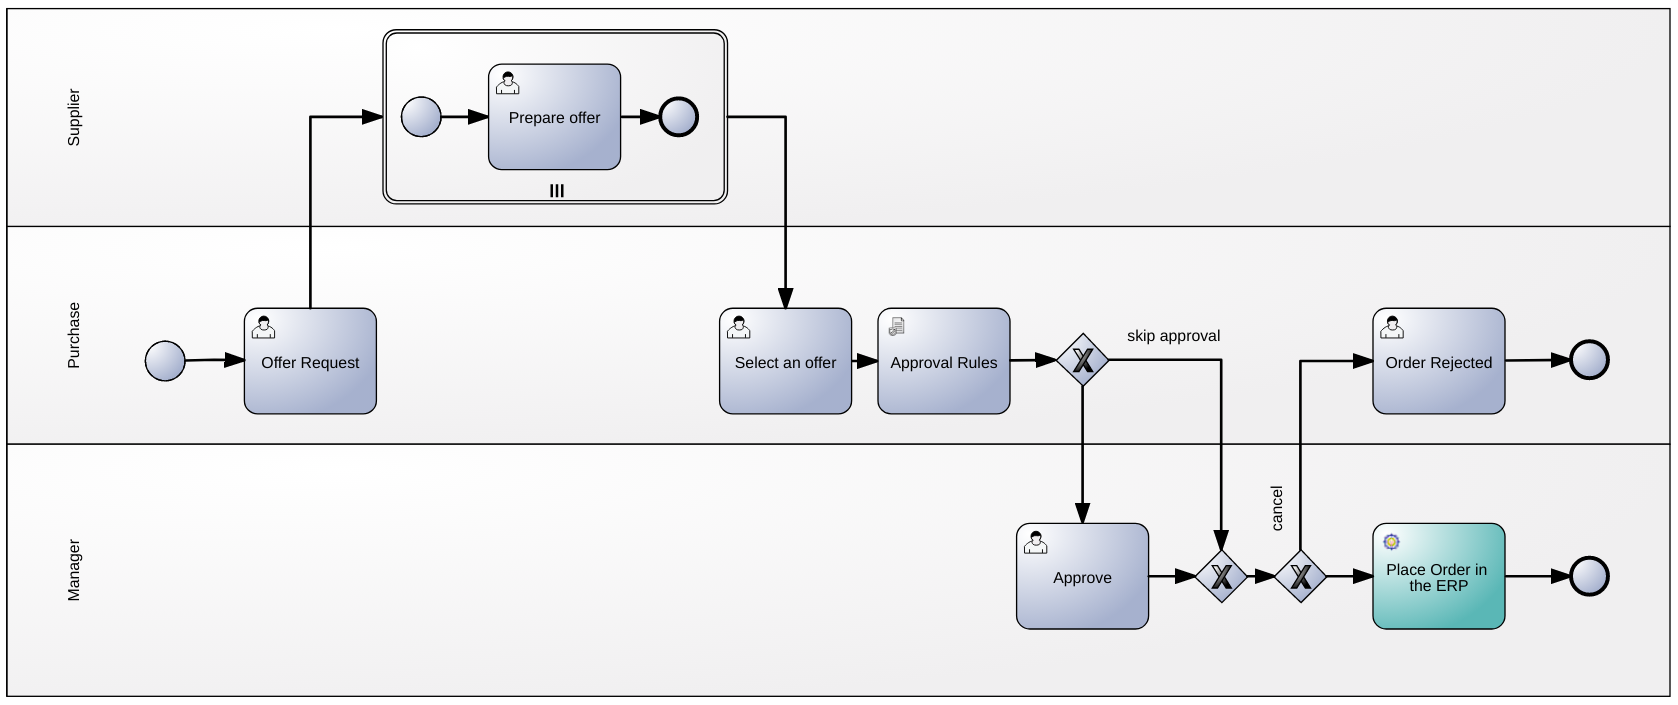 Supplier
Prepare offer
Purchase
Offer Request
Select an offer
Approval Rules
skip approval
Order Rejected
Manager
Approve
cancel
Place Order in
the ERP